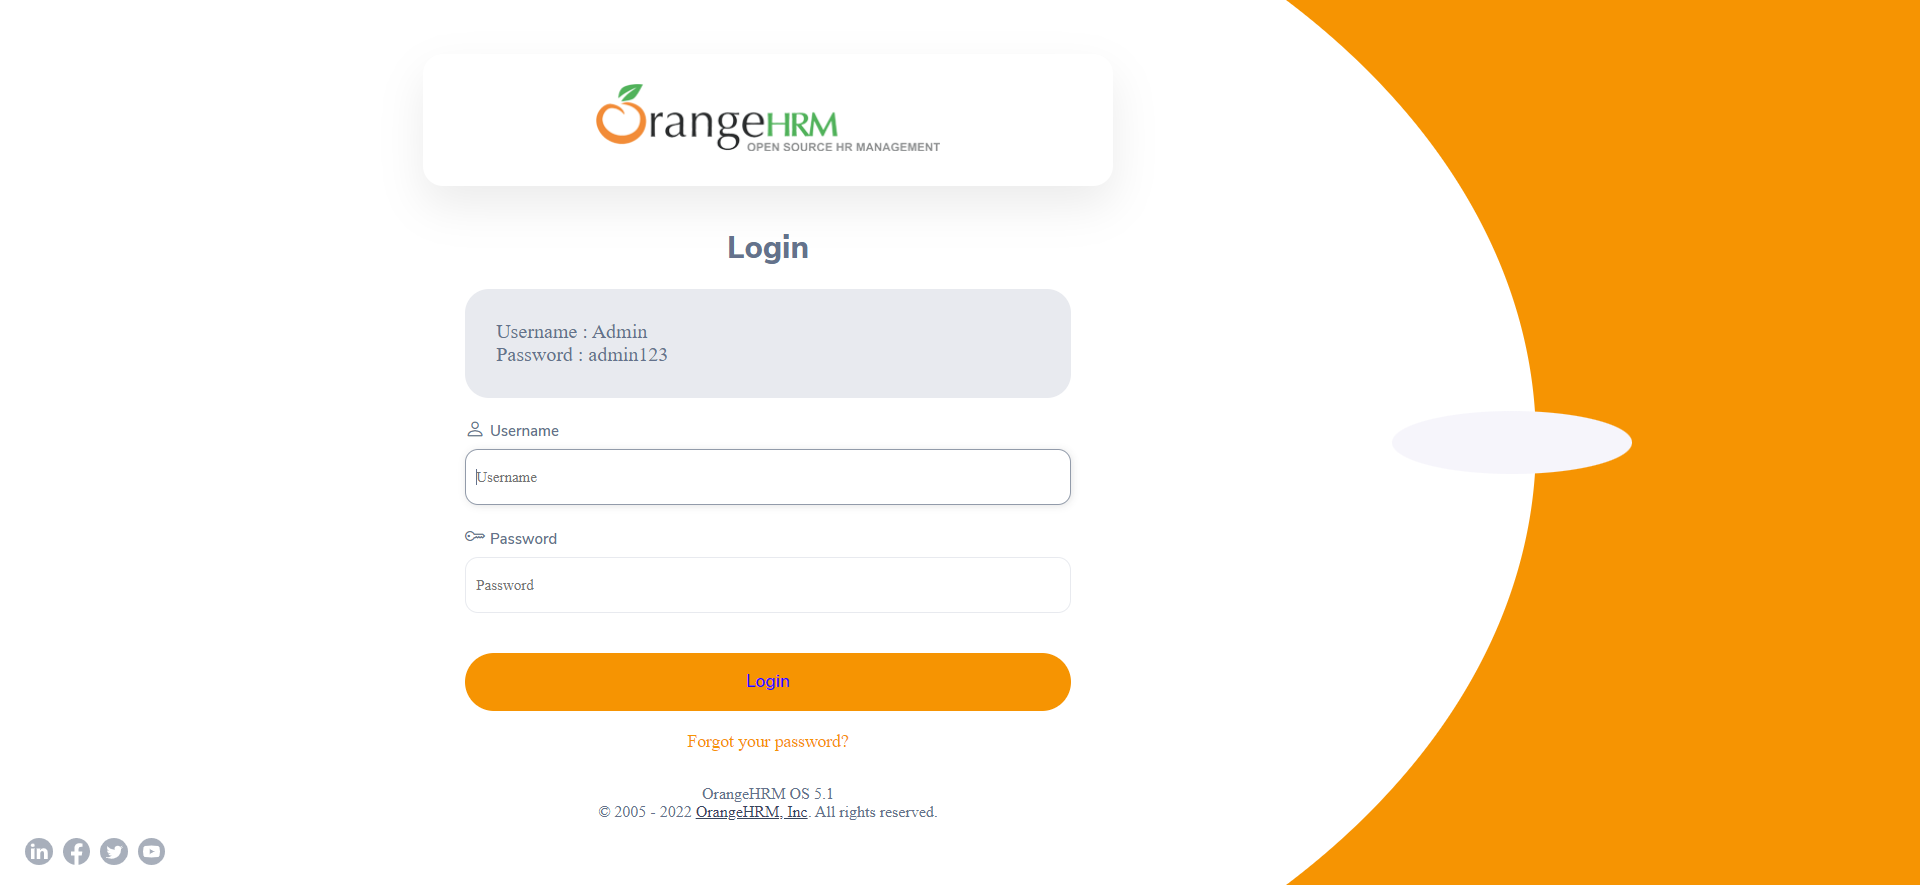 OrangeHRM
OPEN SOURCE HR MANAGEMENT
Login
Username : Admin
Password : admin123
Username
Username
Password
Password
Login
Forgot your password?
OrangeHRM OS 5.1
© 2005 - 2022 OrangeHRM, Inc. All rights reserved.